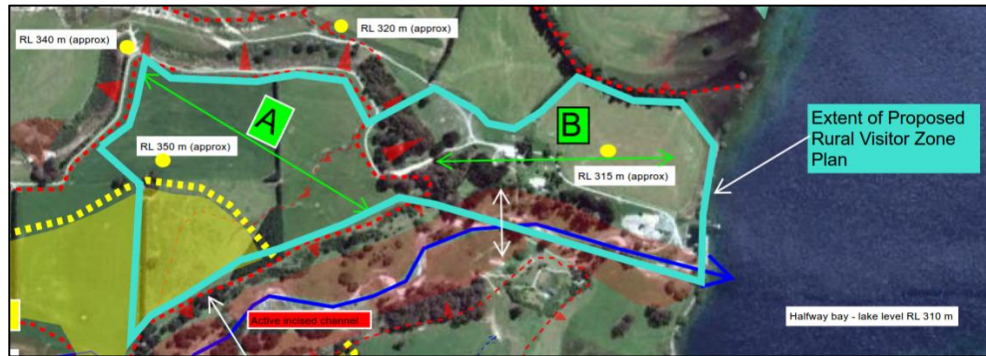 RL 320 m (approx)
RL 340 m (approx)
A
B
Extent of Proposed
Rural Visitor Zone
Plan
RL 350 m (approx)
RL 315 m (approx)
Active incised channel
Halfway bay - lake level RL 310 m